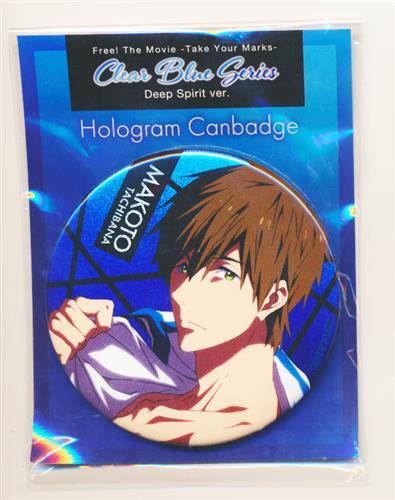 Free! The Movie -Take Your Marks-
Clear Blue Series
Deep Spirit ver.
Hologram Canbadge
MAKOTO
TACHIBANA